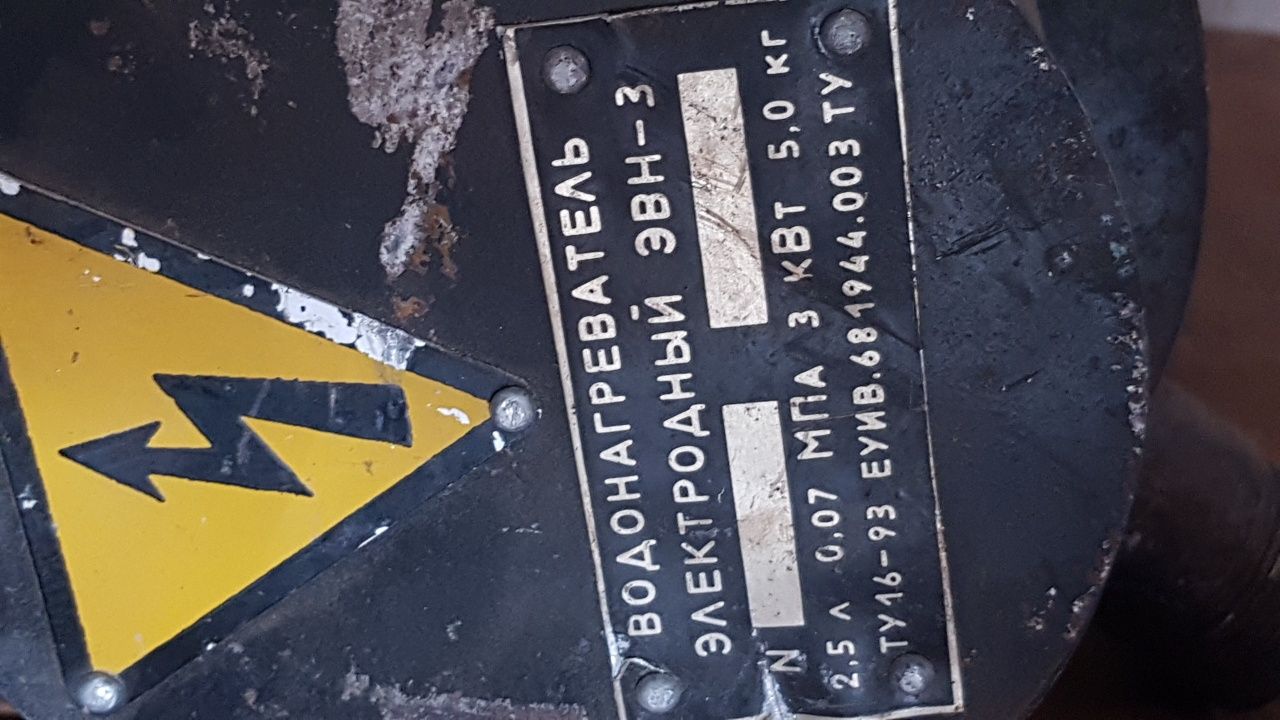 ВОДОНАГРЕВАТЕЛЬ
ЭЛЕКТРОДНЫЙ ЭВН-3
N
2.5 Л 0,07 МПА 3 КВТ 5,0 КГ
ТУ16-93 ЕУИВ.681944.003 ТУ